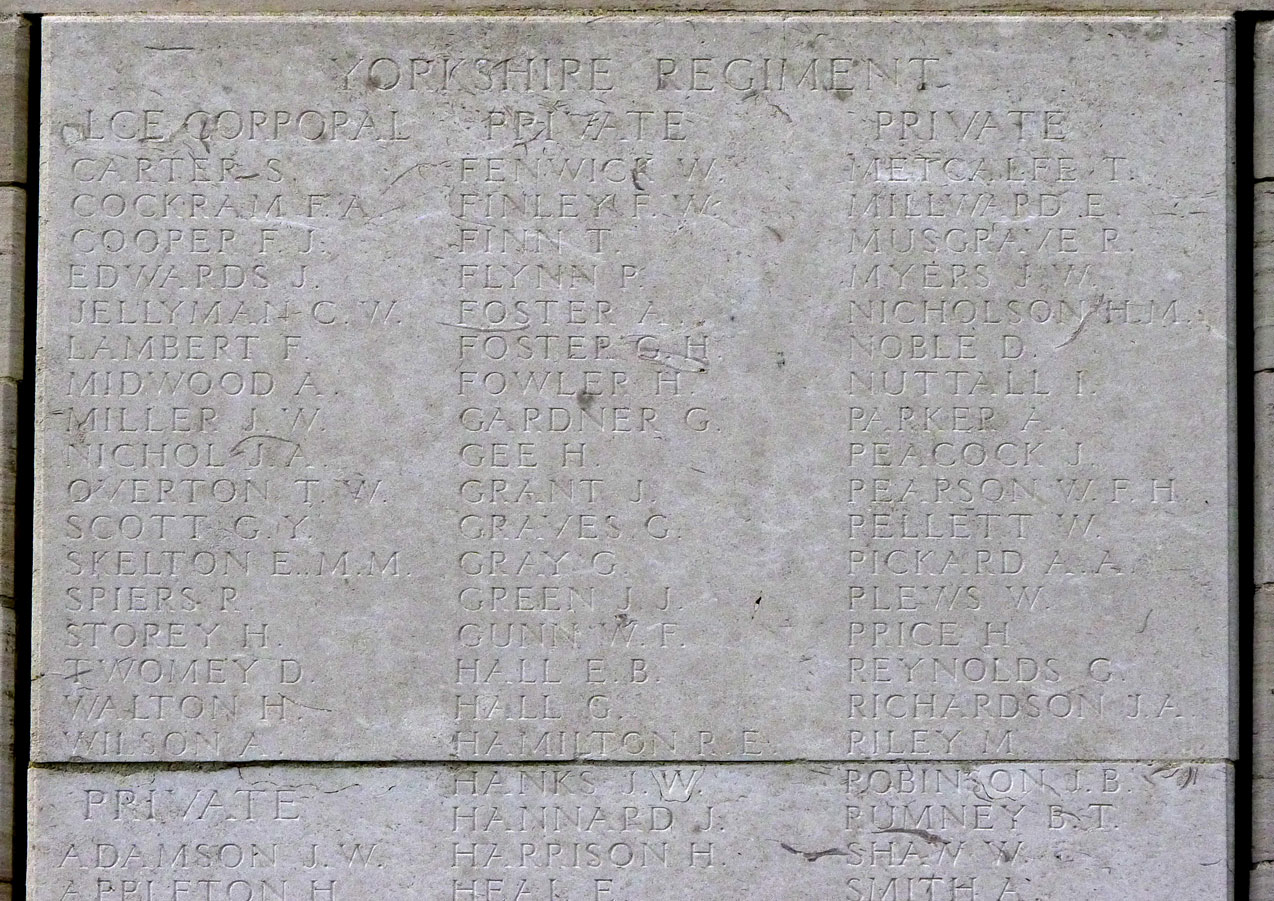 YORKSHIRE REGIMENT
LCE CORPORAL
CARTER S.
COCKRAM F. A.
COOPER F. J.
EDWARDS J.
JELLYMAN C. W.
LAMBERT F.
MIDWOOD A.
MILLER J. W.
NICHOL J. A.
OVERTON T. W.
SCOTT G. Y.
SKELTON E. M. M.
SPIERS R.
STOREY H.
TWOMEY D.
WALTON H.
WILSON A.
PRIVATE
ADAMSON J. W.
APPLETON H.
PRIVATE
FENWICK W.
FINLEY F. W.
FINN T.
FLYNN P.
FOSTER A.
FOSTER G. H.
FOWLER H.
GARDNER G.
GEE H.
GRANT J.
GRAVES G.
GRAY G.
GREEN J. J.
GUNN W. F.
HALL E. B.
HALL G.
HAMILTON R. E.
HANKS J. W.
HANNARD J.
HARRISON H.
PRIVATE
METCALFE T.
MILLWARD E.
MUSGRAVE R.
MYERS J. W.
NICHOLSON H. M.
NOBLE D.
NUTTALL I.
PARKER A.
PEACOCK J.
PEARSON W. F. H.
PELLETT W.
PICKARD A. A.
PLEWS W.
PRICE H.
REYNOLDS G.
RICHARDSON J. A.
RILEY M.
ROBINSON J. B.
RUMNEY B. T.
SHAW W.
SMITH A.